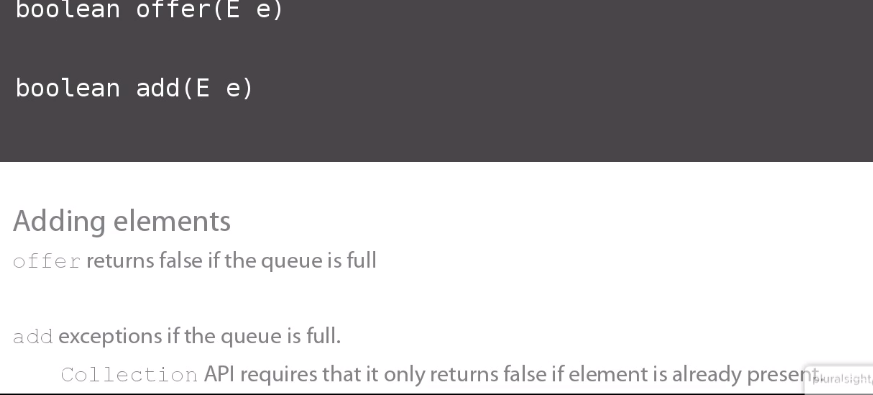 boolean offer(E e)
boolean add(E e)
Adding elements
offer returns false if the queue is full
add exceptions if the queue is full.
Collection API requires that it only returns false if element is already present.
pluralsight